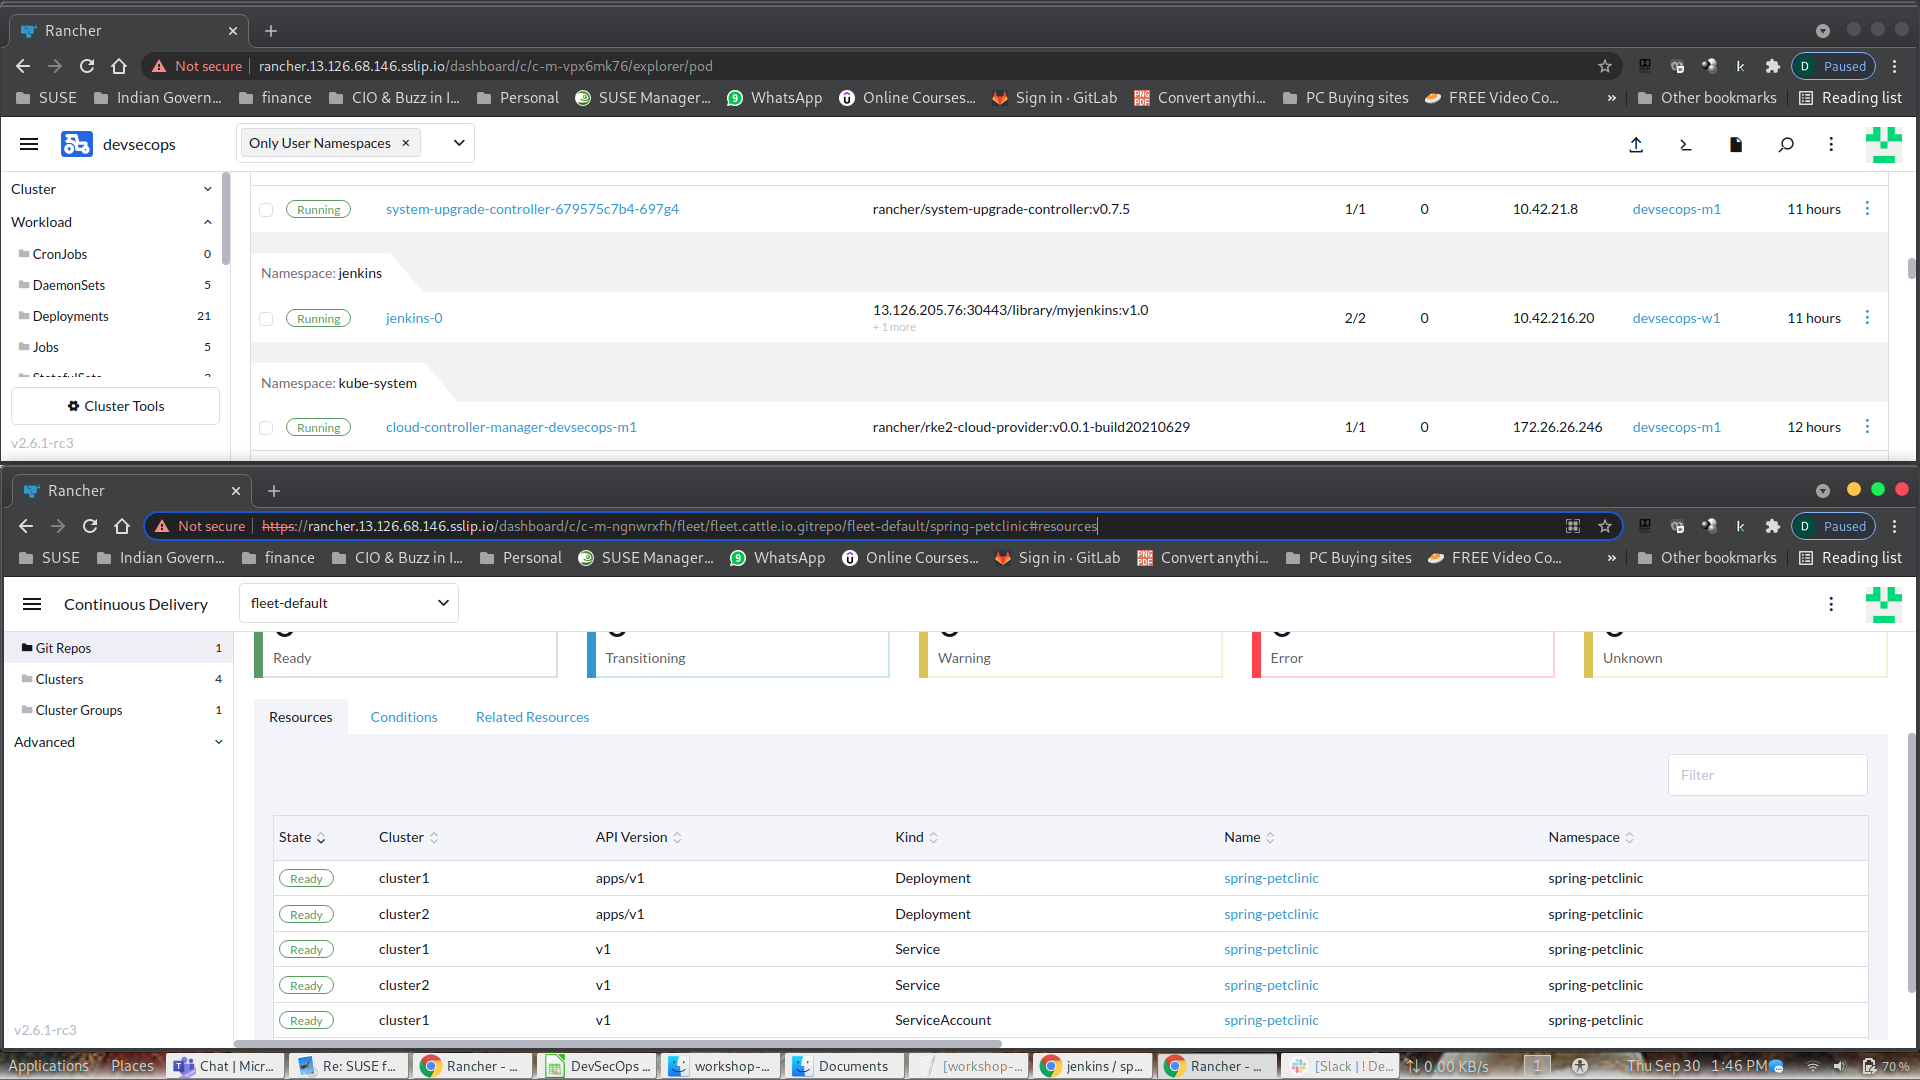 Rancher
Not secure rancher.13.126.68.146.sslip.io/dashboard/c/c-m-vpx6mk76/explorer/pod
D Paused
SUSE Indian Govern... finance CIO & Buzz in I... Personal SUSE Manager... WhatsApp Online Courses... Sign in · GitLab Convert anythi... PC Buying sites FREE Video Co... » Other bookmarks Reading list
devsecops Only User Namespaces ×
Cluster
Workload
CronJobs 0
DaemonSets 5
Deployments 21
Jobs 5
StatefulSets
Cluster Tools
v2.6.1-rc3
Running system-upgrade-controller-679575c7b4-697g4 rancher/system-upgrade-controller:v0.7.5 1/1 0 10.42.21.8 devsecops-m1 11 hours
Namespace: jenkins
Running jenkins-0 13.126.205.76:30443/library/myjenkins:v1.0 2/2 0 10.42.216.20 devsecops-w1 11 hours
+ 1 more
Namespace: kube-system
Running cloud-controller-manager-devsecops-m1 rancher/rke2-cloud-provider:v0.0.1-build20210629 1/1 0 172.26.26.246 devsecops-m1 12 hours
Rancher
Not secure https://rancher.13.126.68.146.sslip.io/dashboard/c/c-m-ngnwrxfh/fleet/fleet.cattle.io.gitrepo/fleet-default/spring-petclinic#resources
D Paused
SUSE Indian Govern... finance CIO & Buzz in I... Personal SUSE Manager... WhatsApp Online Courses... Sign in · GitLab Convert anythi... PC Buying sites FREE Video Co... » Other bookmarks Reading list
Continuous Delivery fleet-default
Git Repos 1
Clusters 4
Cluster Groups 1
Advanced
v2.6.1-rc3
Ready Transitioning Warning Error Unknown
Resources Conditions Related Resources
Filter
State Cluster API Version Kind Name Namespace
Ready cluster1 apps/v1 Deployment spring-petclinic spring-petclinic
Ready cluster2 apps/v1 Deployment spring-petclinic spring-petclinic
Ready cluster1 v1 Service spring-petclinic spring-petclinic
Ready cluster2 v1 Service spring-petclinic spring-petclinic
Ready cluster1 v1 ServiceAccount spring-petclinic spring-petclinic
Applications Places Chat | Micr... Re: SUSE f... Rancher - ... DevSecOps ... workshop-... Documents [workshop-... jenkins / sp... Rancher - ... [Slack | ! De... 0.00 KB/s 1 Thu Sep 30 1:46 PM 70 %